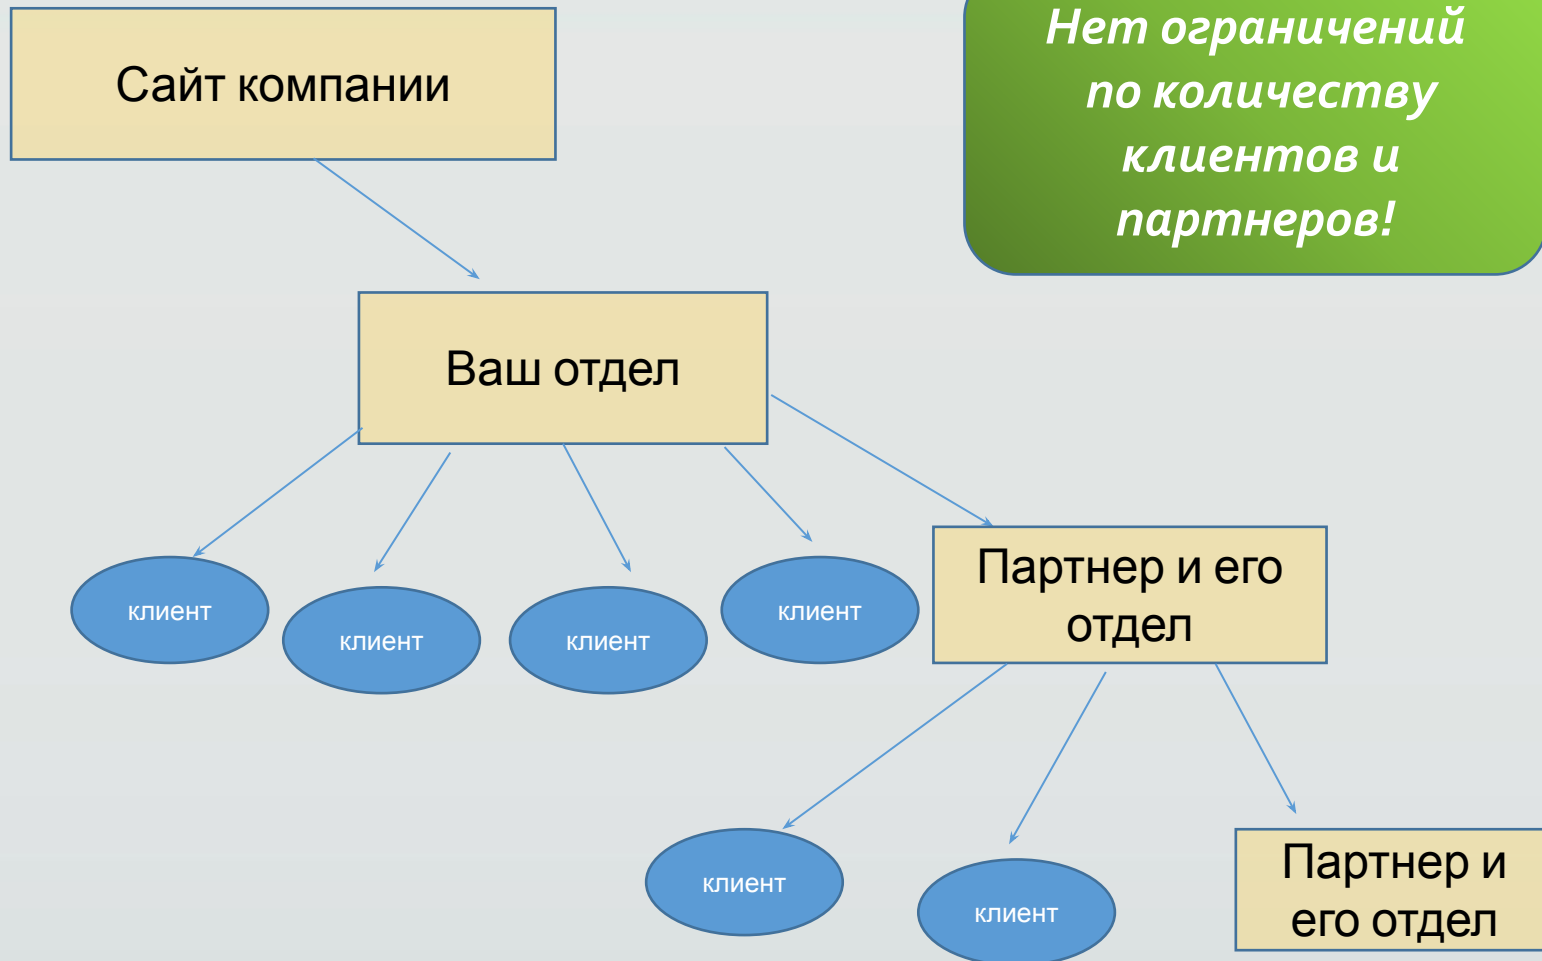 Сайт компании
Нет ограничений
по количеству
клиентов и
партнеров!
Ваш отдел
клиент
клиент
клиент
клиент
Партнер и его
отдел
клиент
клиент
Партнер и
его отдел